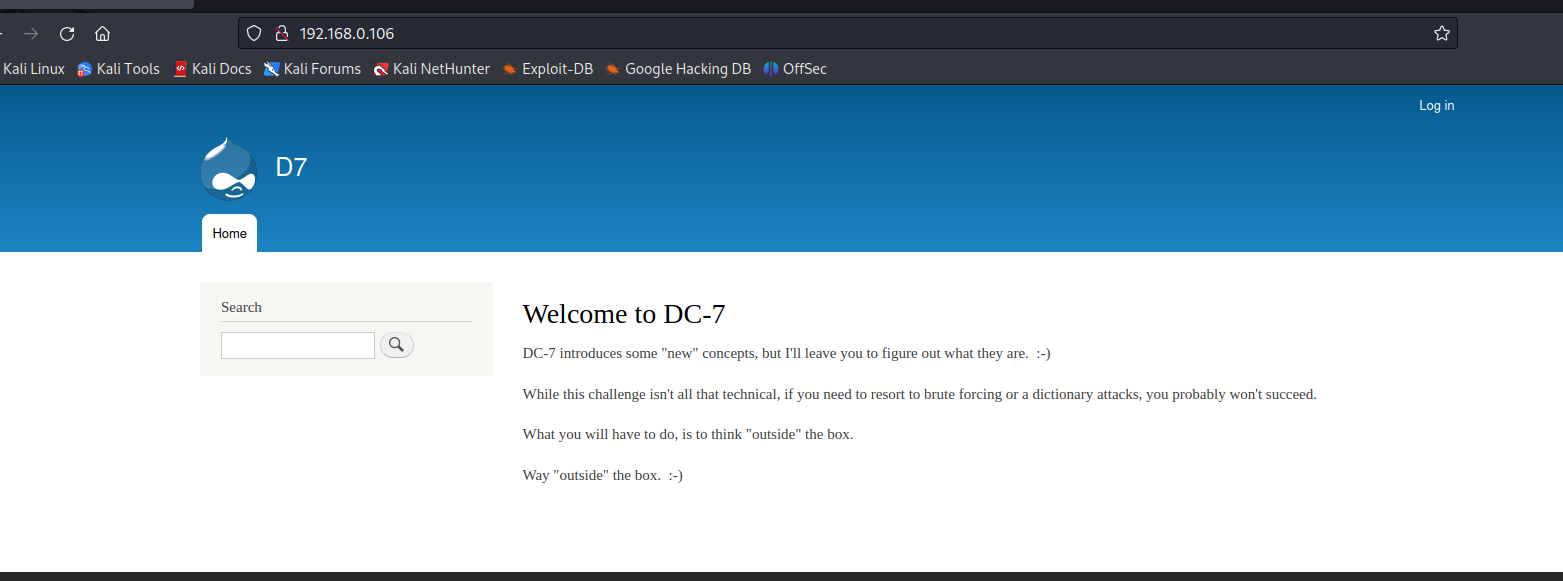 192.168.0.106
Kali Linux Kali Tools Kali Docs Kali Forums Kali NetHunter Exploit-DB Google Hacking DB OffSec
Log in
D7
Home
Search
Welcome to DC-7
DC-7 introduces some "new" concepts, but I'll leave you to figure out what they are. :-)
While this challenge isn't all that technical, if you need to resort to brute forcing or a dictionary attacks, you probably won't succeed.
What you will have to do, is to think "outside" the box.
Way "outside" the box. :-)